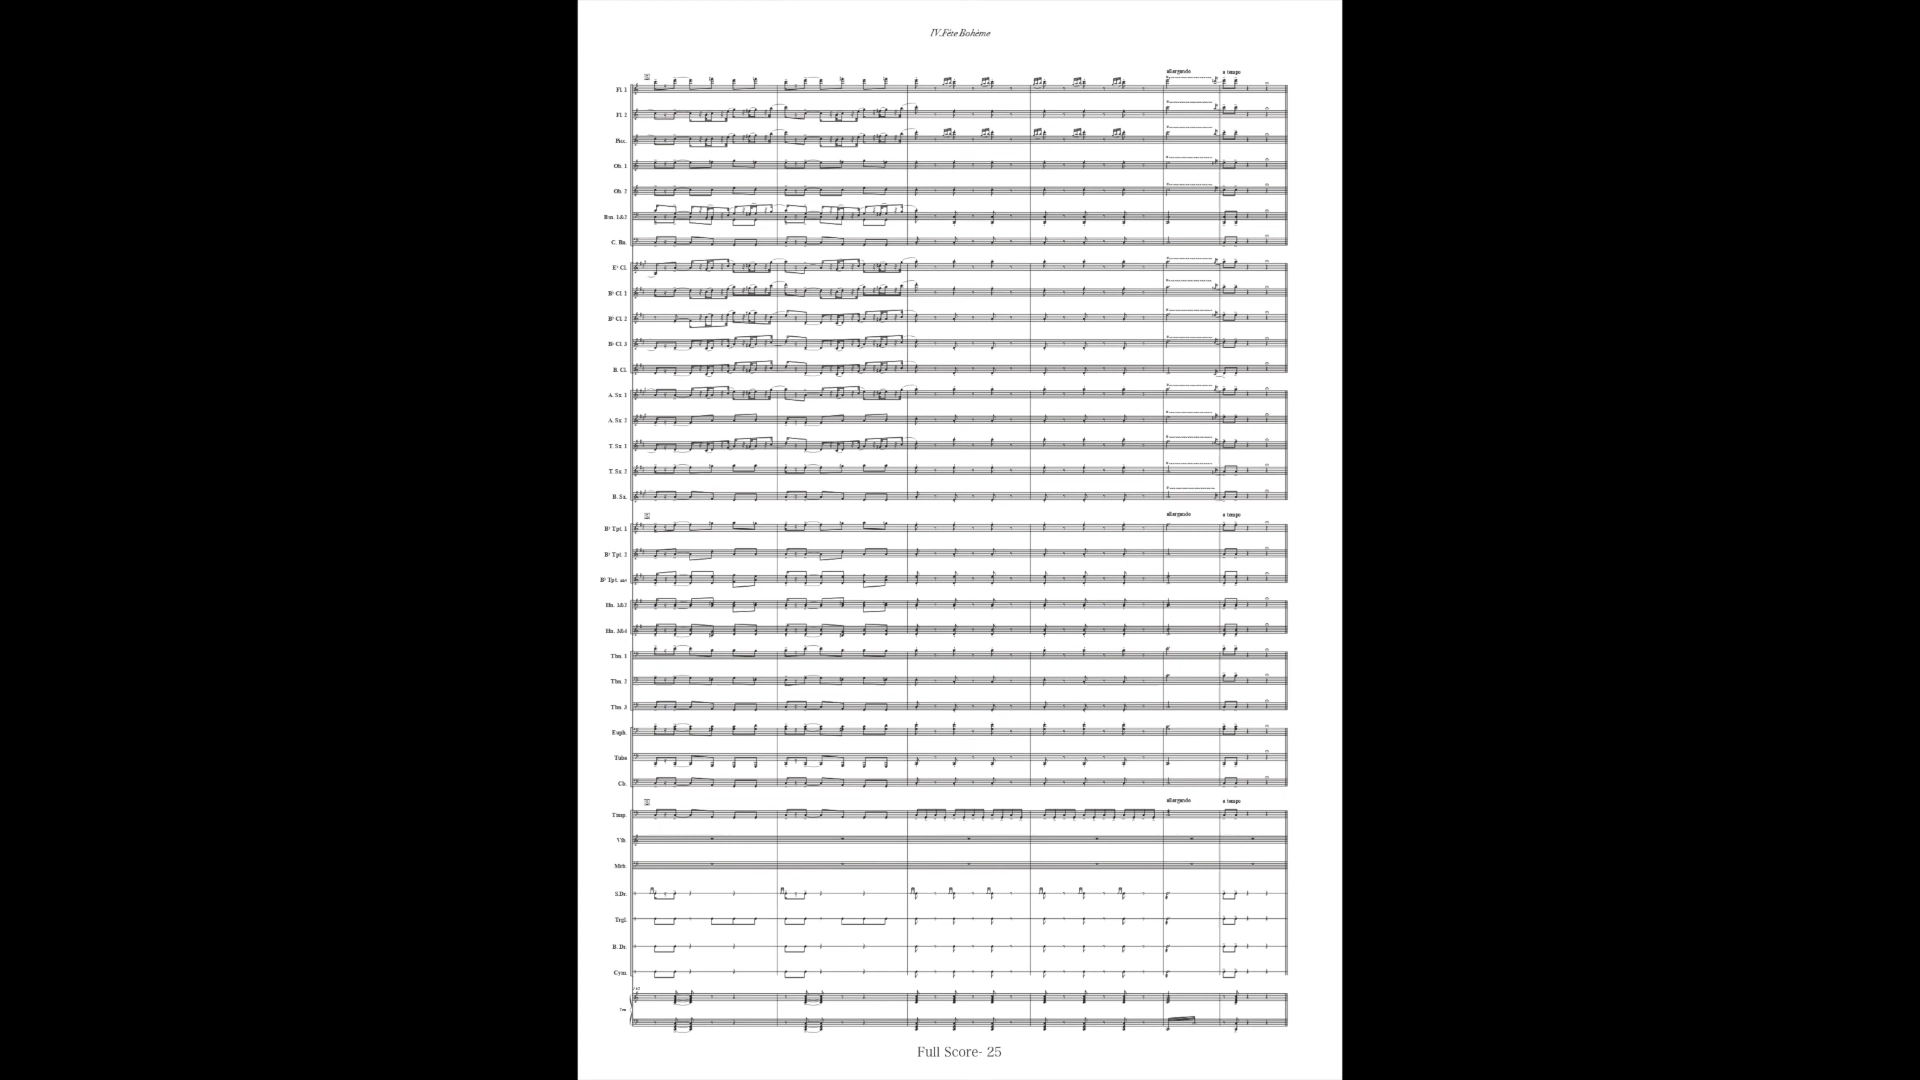 IV.Fête Bohème
allargando
a tempo
Fl. 1
Fl. 2
Picc.
Ob. 1
Ob. 2
Bsn. 1&2
C. Bn.
E♭ Cl.
B♭ Cl. 1
B♭ Cl. 2
B♭ Cl. 3
B. Cl.
A. Sx. 1
A. Sx. 2
T. Sx. 1
T. Sx. 2
B. Sx.
allargando
a tempo
B♭ Tpt. 1
B♭ Tpt. 2
B♭ Tpt.
Hn. 1&2
Hn. 3&4
Tbn. 1
Tbn. 2
Tbn. 3
Euph.
Tuba
Cb.
allargando
a tempo
Timp.
Vib.
Mrb.
S.Dr.
Trgl.
B. Dr.
Cym.
Full Score- 25